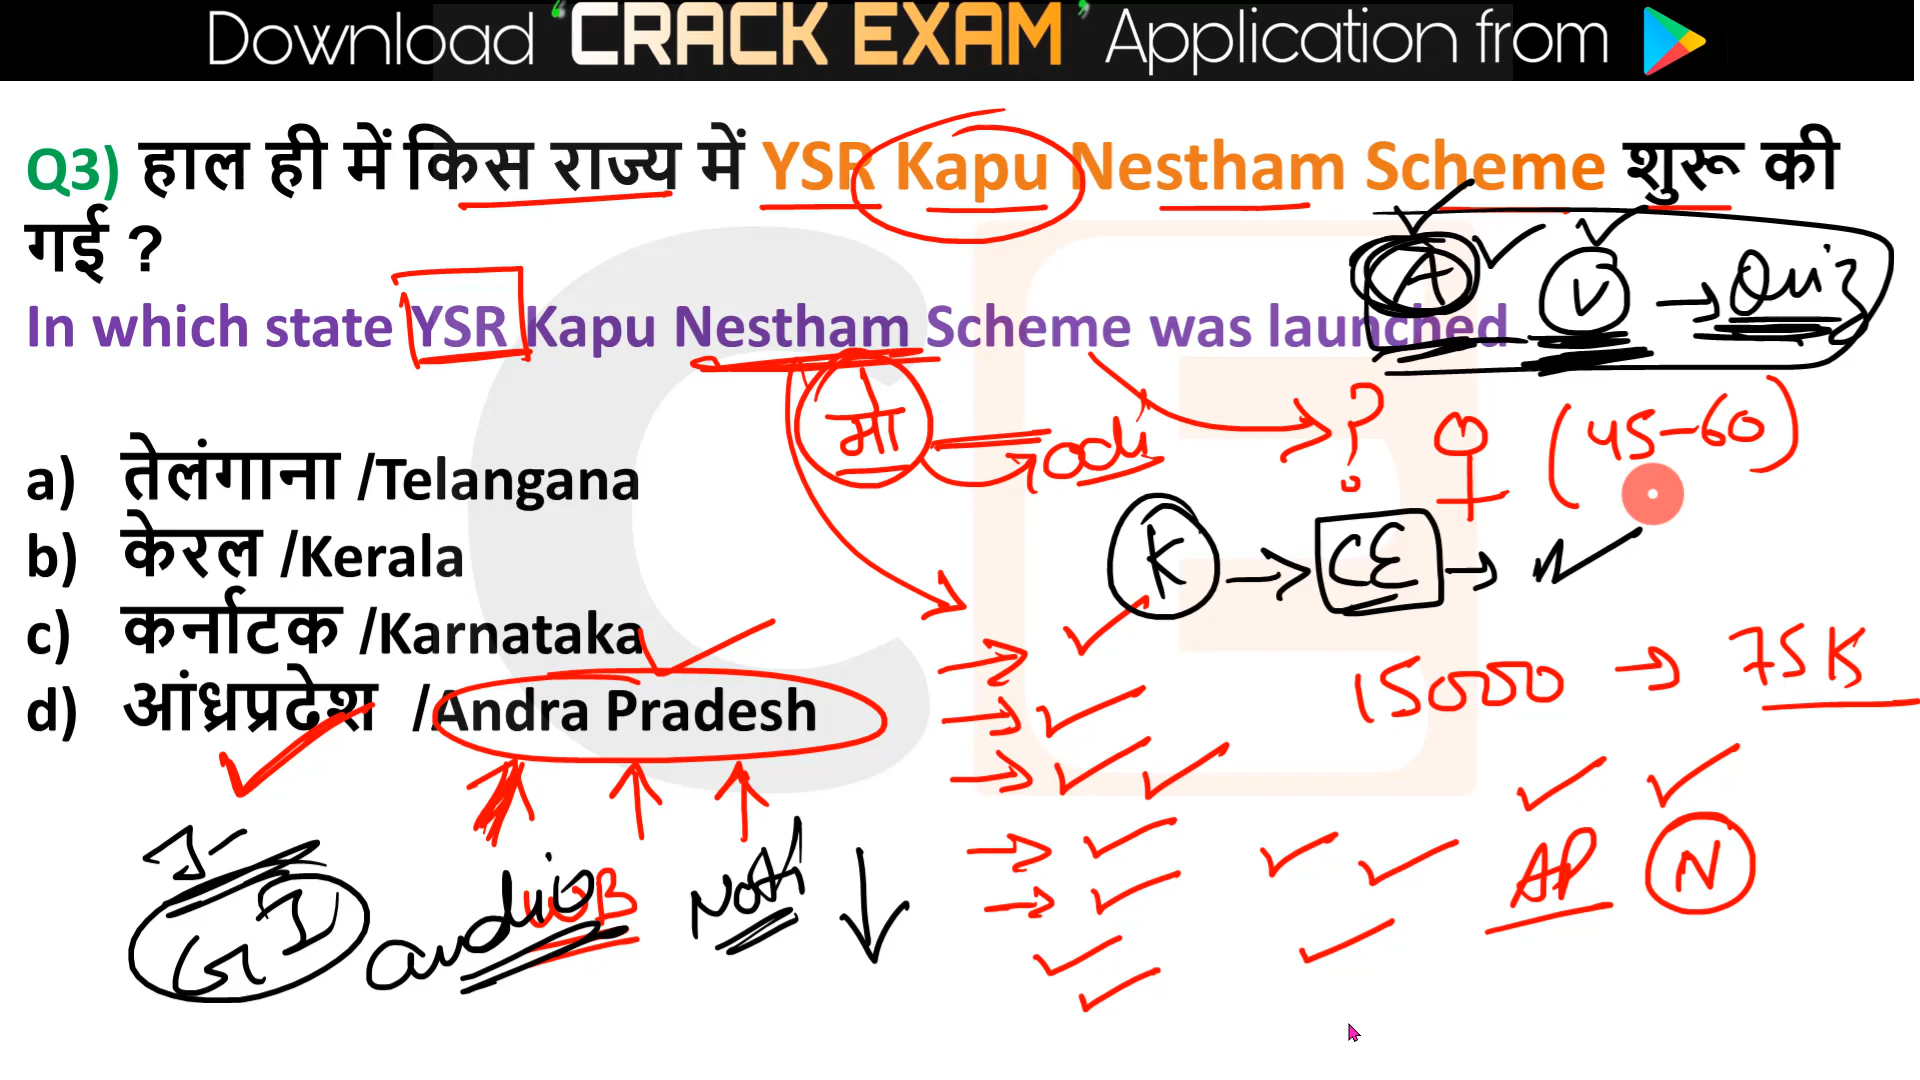 Download 'CRACK EXAM' Application from
Q3) हाल ही में किस राज्य में YSR Kapu Nestham Scheme शुरू की
गई ?
In which state YSR Kapu Nestham Scheme was launched
A V → Quiz
मां
? (45-60)
a) तेलंगाना /Telangana
b) केरल /Kerala
K → CE →
c) कर्नाटक /Karnataka
15000 → 75K
d) आंध्रप्रदेश /Andra Pradesh
AP N
GI audio